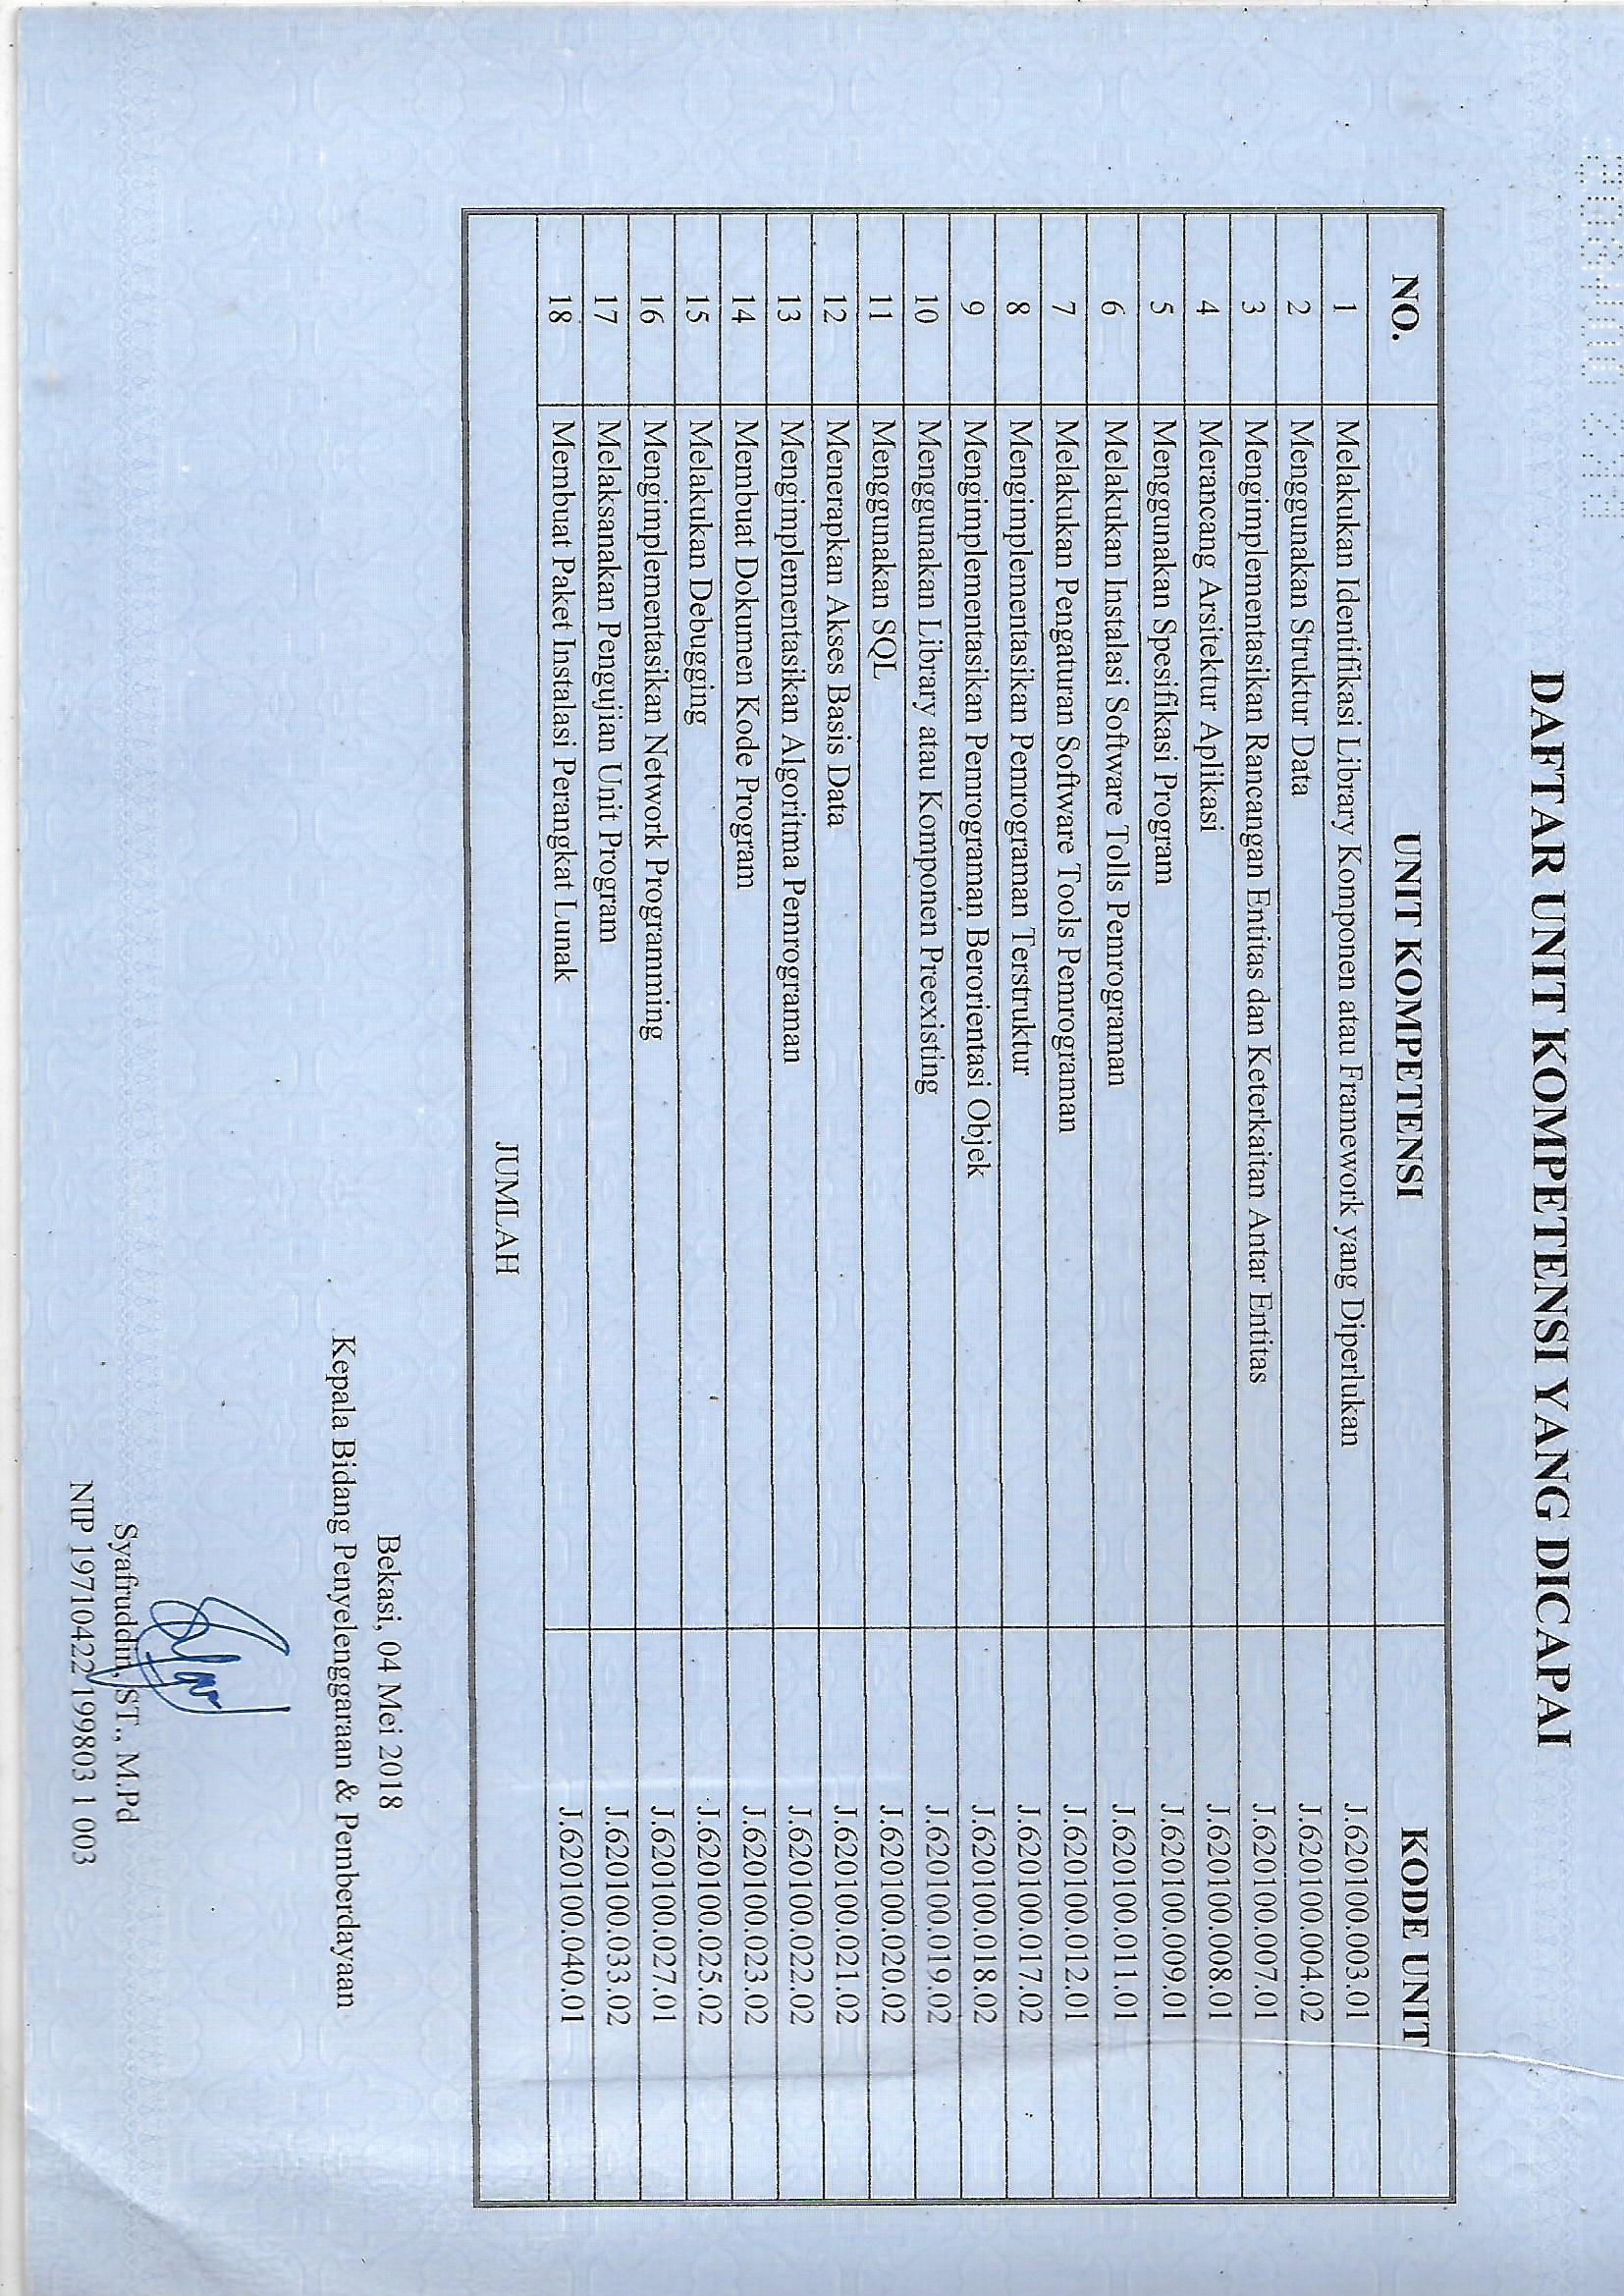 DAFTAR UNIT KOMPETENSI YANG DICAPAI
NO. UNIT KOMPETENSI KODE UNIT
1 Melakukan Identifikasi Library Komponen atau Framework yang Diperlukan J.620100.003.01
2 Menggunakan Struktur Data J.620100.004.02
3 Mengimplementasikan Rancangan Entitas dan Keterkaitan Antar Entitas J.620100.007.01
4 Merancang Arsitektur Aplikasi J.620100.008.01
5 Menggunakan Spesifikasi Program J.620100.009.01
6 Melakukan Instalasi Software Tolls Pemrograman J.620100.011.01
7 Melakukan Pengaturan Software Tools Pemrograman J.620100.012.01
8 Mengimplementasikan Pemrograman Terstruktur J.620100.017.02
9 Mengimplementasikan Pemrograman Berorientasi Objek J.620100.018.02
10 Menggunakan Library atau Komponen Preexisting J.620100.019.02
11 Menggunakan SQL J.620100.020.02
12 Menerapkan Akses Basis Data J.620100.021.02
13 Mengimplementasikan Algoritma Pemrograman J.620100.022.02
14 Membuat Dokumen Kode Program J.620100.023.02
15 Melakukan Debugging J.620100.025.02
16 Mengimplementasikan Network Programming J.620100.027.01
17 Melaksanakan Pengujian Unit Program J.620100.033.02
18 Membuat Paket Instalasi Perangkat Lunak J.620100.040.01
JUMLAH
Bekasi, 04 Mei 2018
Kepala Bidang Penyelenggaraan & Pemberdayaan
Syafruddin, ST., M.Pd
NIP 19710422 199803 1 003